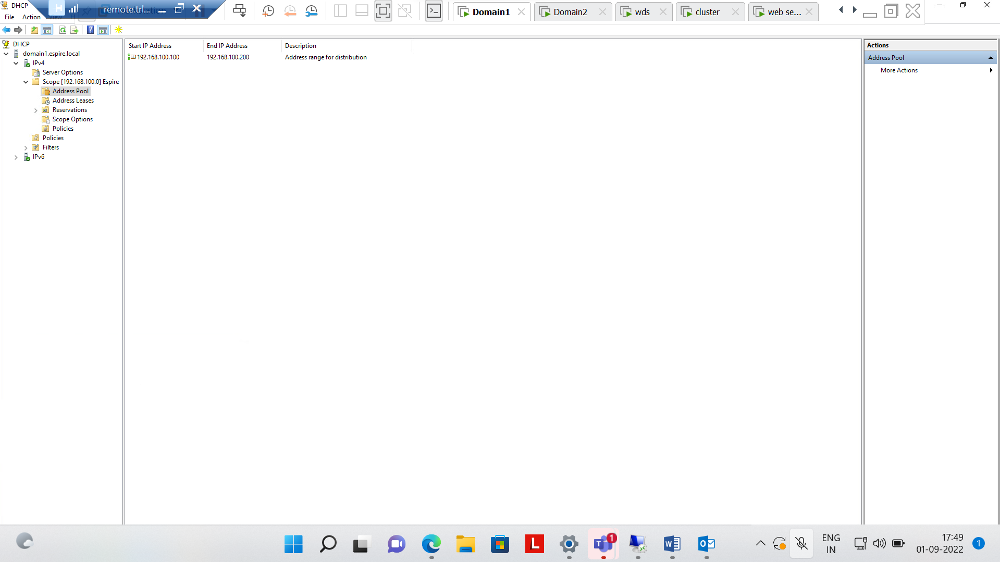 DHCP
remote.trl...
Domain1
Domain2
wds
cluster
web se...
File Action
DHCP
domain1.espire.local
IPv4
Server Options
Scope [192.168.100.0] Espire
Address Pool
Address Leases
Reservations
Scope Options
Policies
Policies
Filters
IPv6
Start IP Address End IP Address Description
192.168.100.100 192.168.100.200 Address range for distribution
Actions
Address Pool
More Actions
L
T
1
W
O
ENG
IN
17:49
01-09-2022
1